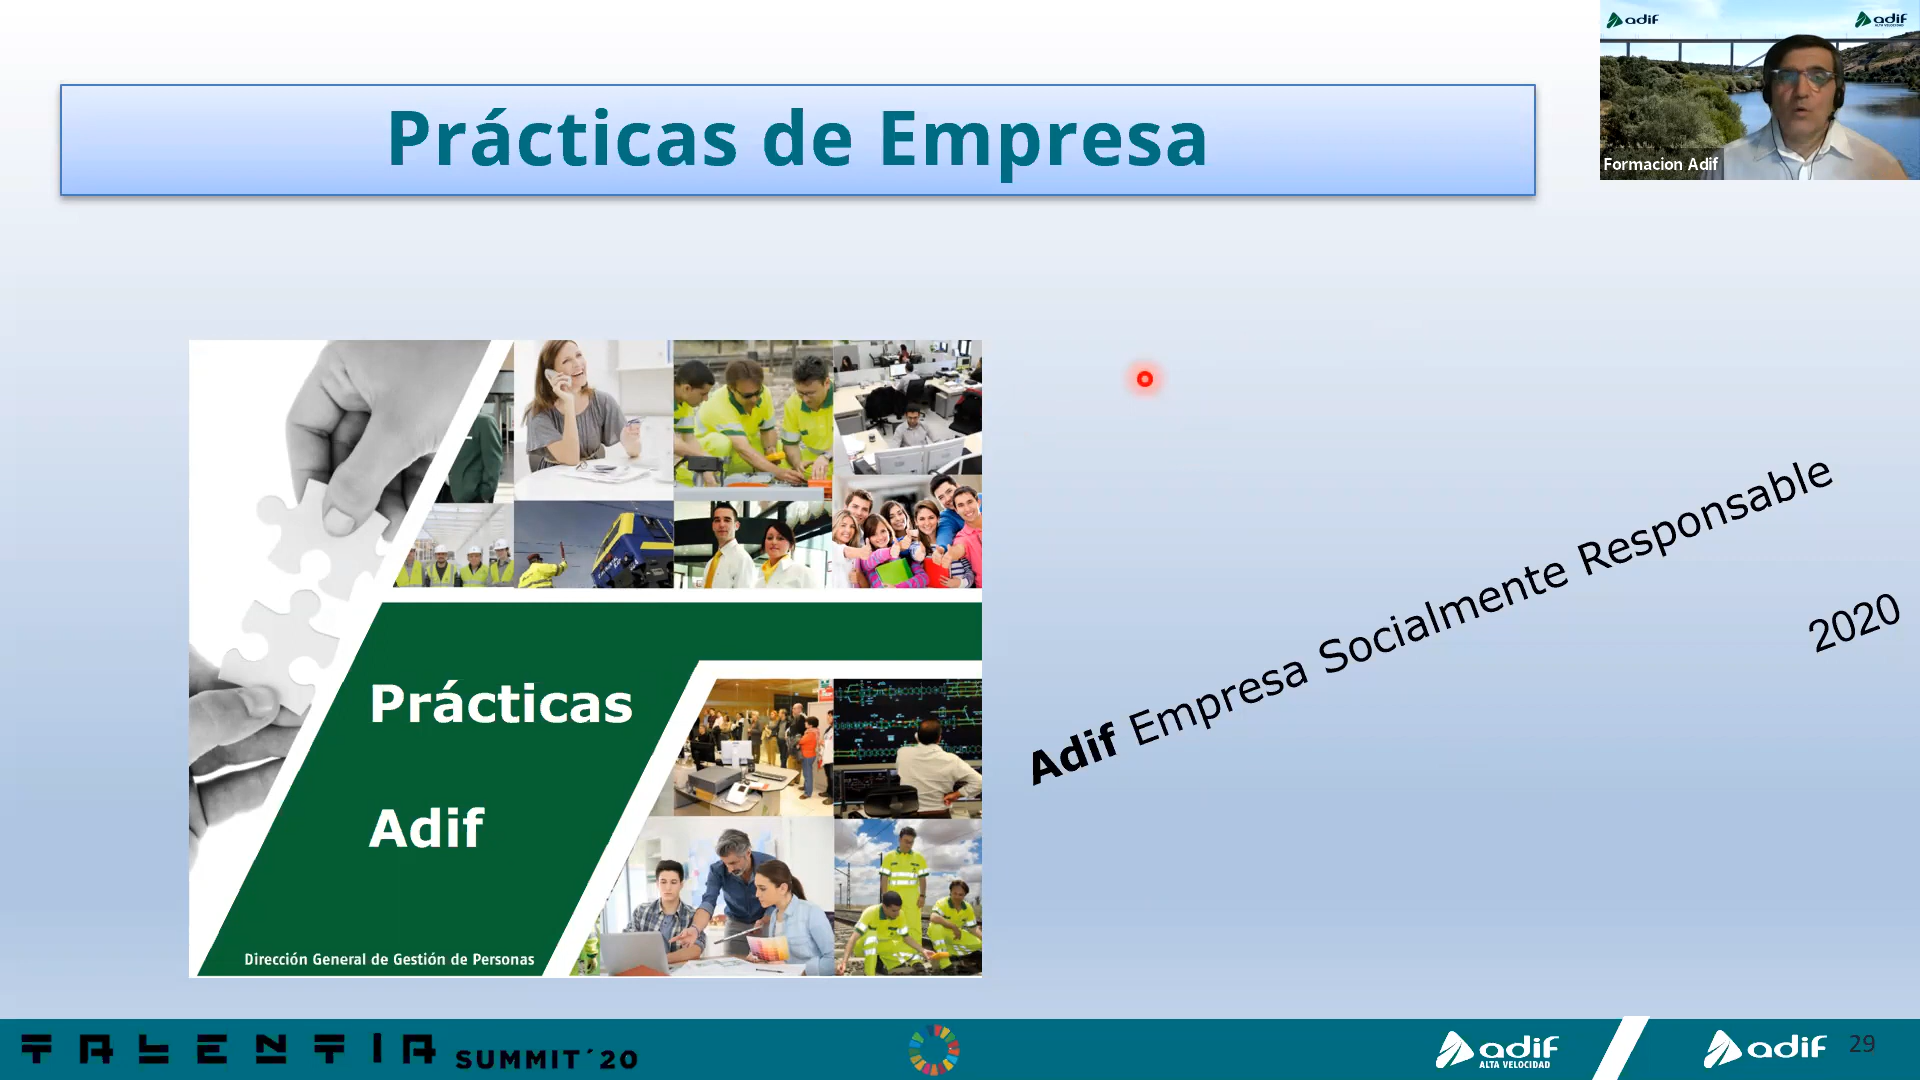 adif
adif
ALTA VELOCIDAD
Formacion Adif
Prácticas de Empresa
Prácticas
Adif
Dirección General de Gestión de Personas
Adif Empresa Socialmente Responsable
2020
TALENTIA SUMMIT´20
adif
ALTA VELOCIDAD
adif
29